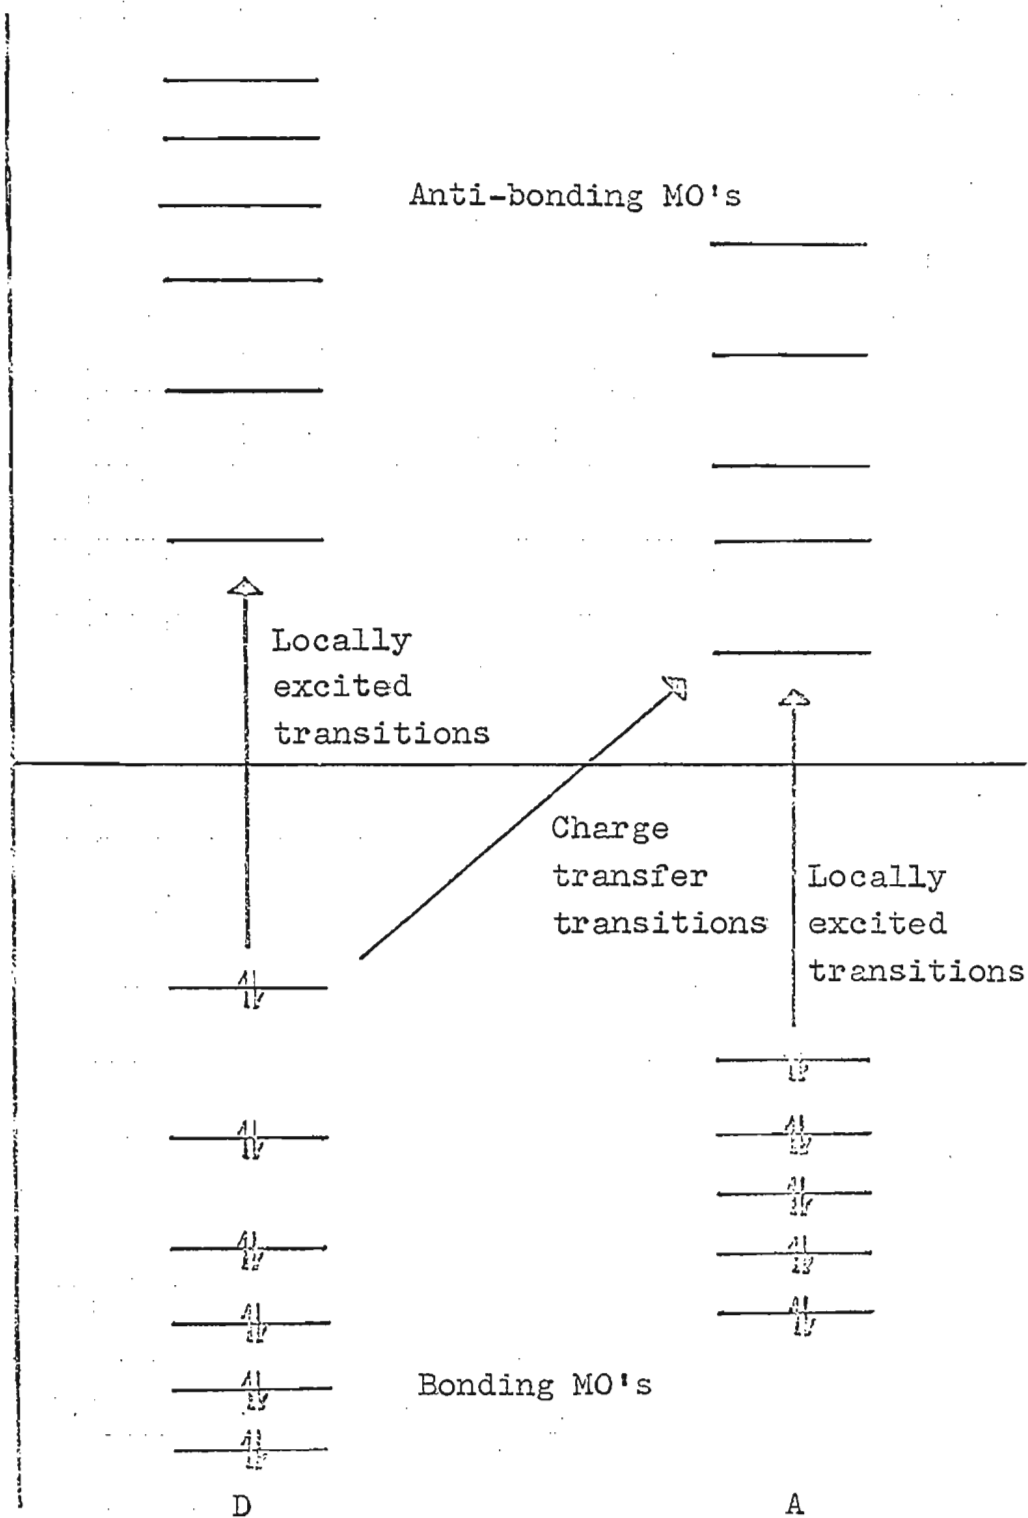 Anti-bonding MO's
Locally
excited
transitions
Charge
transfer
transitions
Locally
excited
transitions
Bonding MO's
D
A